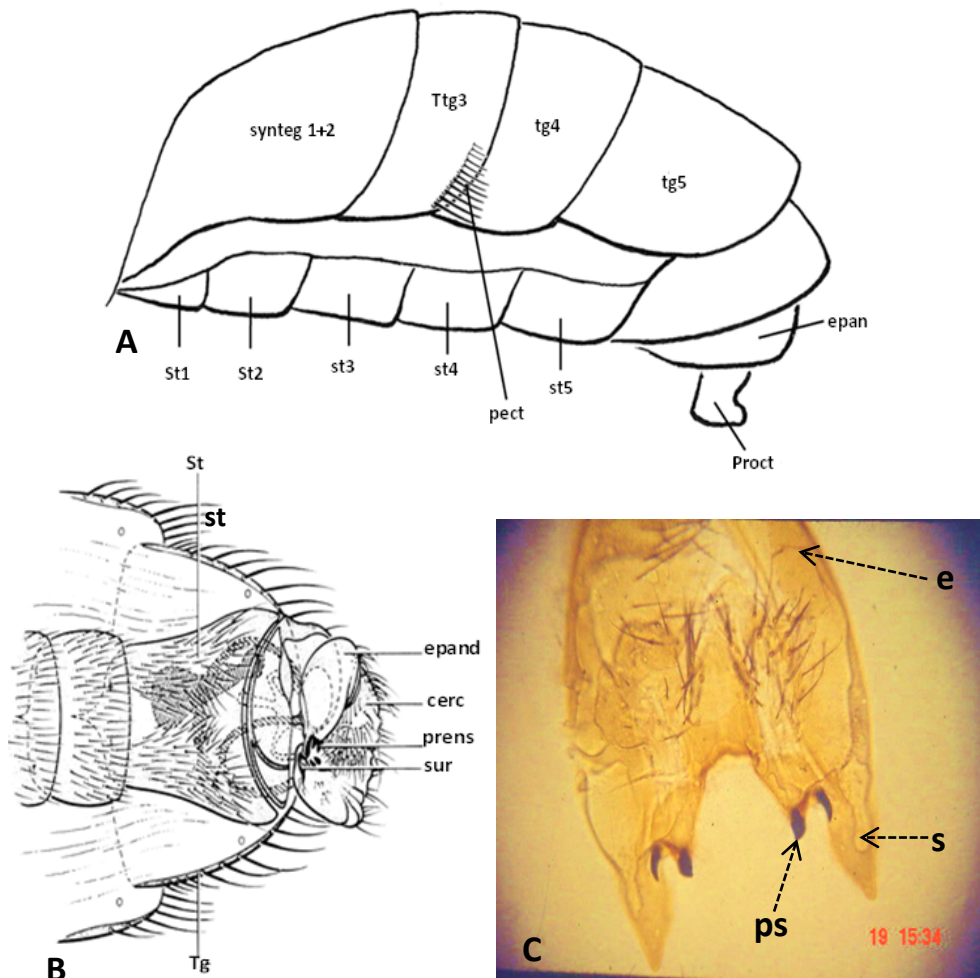 synteg 1+2
Ttg3
tg4
tg5
epan
A
St1
St2
st3
st4
st5
pect
Proct
St
st
epand
cerc
prens
sur
B
Tg
e
s
ps
C
19 15:34